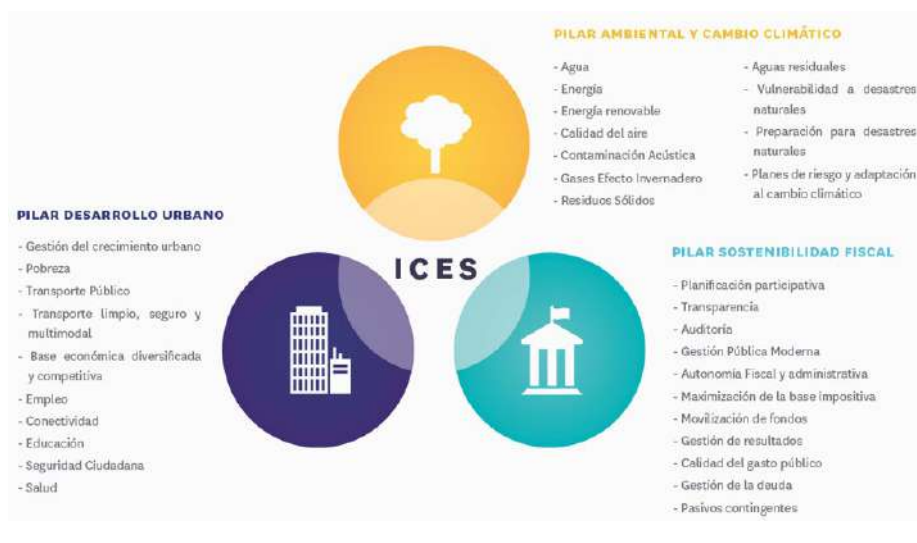 PILAR AMBIENTAL Y CAMBIO CLIMÁTICO
- Agua
- Energía
- Energía renovable
- Calidad del aire
- Contaminación Acústica
- Gases Efecto Invernadero
- Residuos Sólidos
- Aguas residuales
- Vulnerabilidad a desastres
naturales
- Preparación para desastres
naturales
- Planes de riesgo y adaptación
al cambio climático
PILAR DESARROLLO URBANO
- Gestión del crecimiento urbano
- Pobreza
- Transporte Público
- Transporte limpio, seguro y
multimodal
- Base económica diversificada
y competitiva
- Empleo
- Conectividad
- Educación
- Seguridad Ciudadana
- Salud
ICES
PILAR SOSTENIBILIDAD FISCAL
- Planificación participativa
- Transparencia
- Auditoría
- Gestión Pública Moderna
- Autonomía Fiscal y administrativa
- Maximización de la base impositiva
- Movilización de fondos
- Gestión de resultados
- Calidad del gasto público
- Gestión de la deuda
- Pasivos contingentes